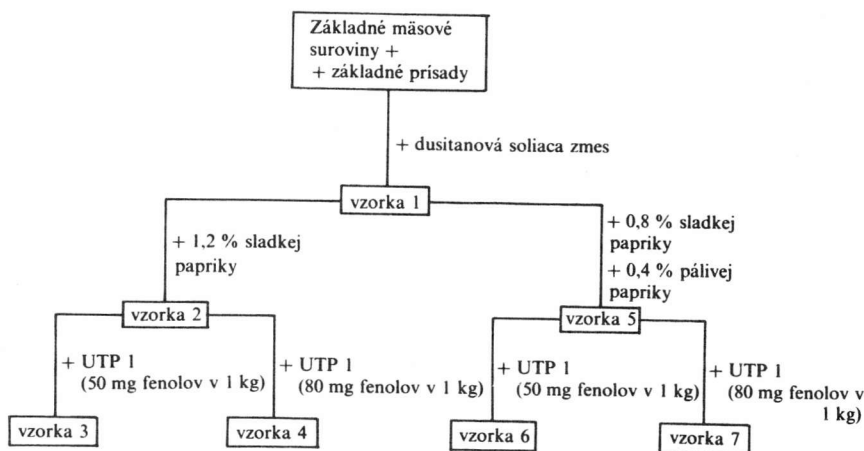 Základné mäsové
suroviny +
+ základné prísady
+ dusitanová soliaca zmes
vzorka 1
+ 1,2 % sladkej
papriky
+ 0,8 % sladkej
papriky
+ 0,4 % pálivej
papriky
vzorka 2
vzorka 5
+ UTP 1
(50 mg fenolov v 1 kg)
+ UTP 1
(80 mg fenolov v 1 kg)
+ UTP 1
(50 mg fenolov v 1 kg)
+ UTP 1
(80 mg fenolov v
1 kg)
vzorka 3
vzorka 4
vzorka 6
vzorka 7